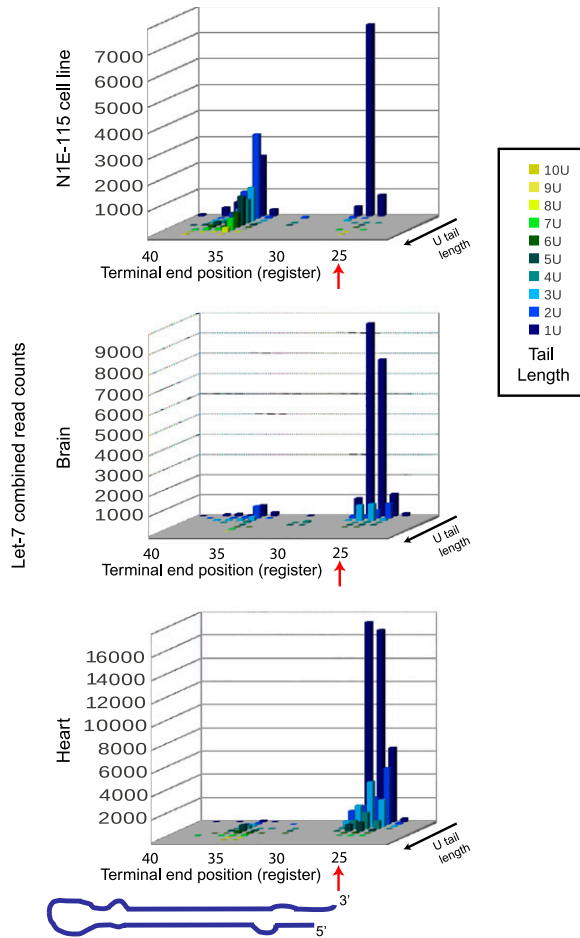 N1E-115 cell line
7000
6000
5000
4000
3000
2000
1000
40 35 30 25
Terminal end position (register)
U tail
length
10U
9U
8U
7U
6U
5U
4U
3U
2U
1U
Tail
Length
Let-7 combined read counts
Brain
9000
8000
7000
6000
5000
4000
3000
2000
1000
40 35 30 25
Terminal end position (register)
U tail
length
Heart
16000
14000
12000
10000
8000
6000
4000
2000
40 35 30 25
Terminal end position (register)
U tail
length
3'
5'